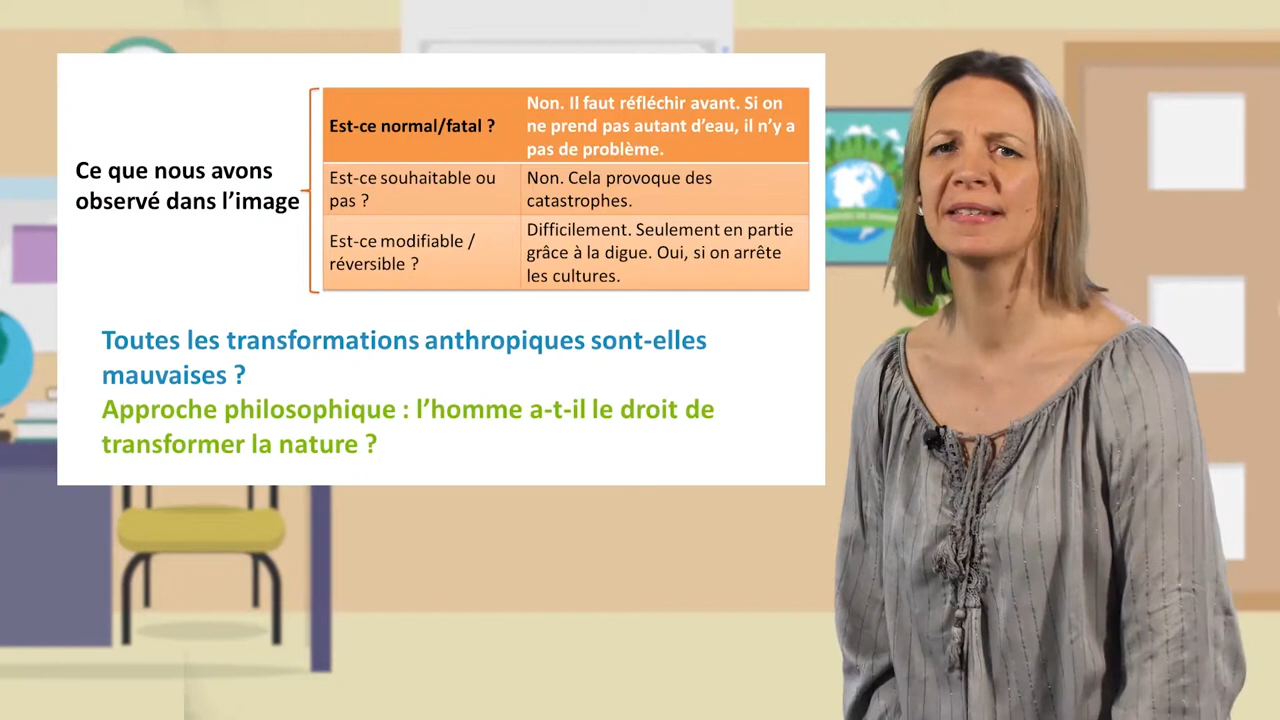 Ce que nous avons
observé dans l'image
Est-ce normal/fatal ?
Non. Il faut réfléchir avant. Si on
ne prend pas autant d'eau, il n'y a
pas de problème.
Est-ce souhaitable ou
pas ?
Non. Cela provoque des
catastrophes.
Est-ce modifiable /
réversible ?
Difficilement. Seulement en partie
grâce à la digue. Oui, si on arrête
les cultures.
Toutes les transformations anthropiques sont-elles
mauvaises ?
Approche philosophique : l'homme a-t-il le droit de
transformer la nature ?